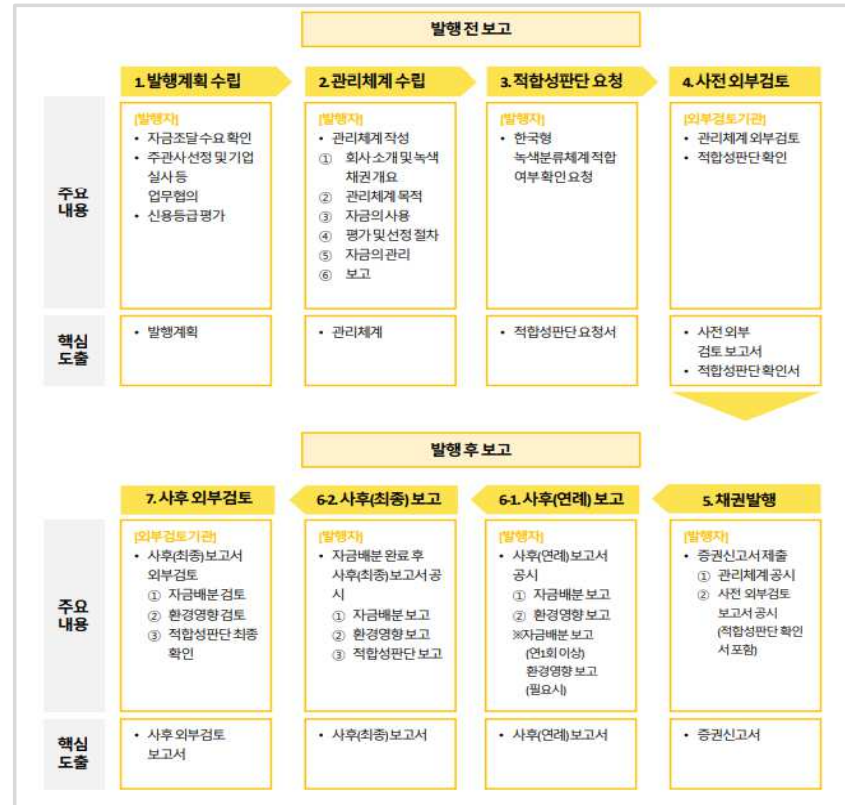 발행 전 보고
1. 발행계획 수립
2. 관리체계 수립
3. 적합성판단 요청
4. 사전 외부검토
주요
내용
[발행자]
• 자금조달 수요 확인
• 주관사 선정 및 기업
실사 등
업무협의
• 신용등급 평가
[발행자]
• 관리체계 작성
① 회사 소개 및 녹색
채권 개요
② 관리체계 목적
③ 자금의 사용
④ 평가 및 선정 절차
⑤ 자금의 관리
⑥ 보고
[발행자]
• 한국형
녹색분류체계 적합
여부 확인 요청
[외부검토기관]
• 관리체계 외부검토
• 적합성판단 확인
핵심
도출
• 발행계획
• 관리체계
• 적합성판단 요청서
• 사전 외부
검토 보고서
• 적합성판단 확인서
발행 후 보고
7. 사후 외부검토
6-2. 사후(최종) 보고
6-1. 사후(연례) 보고
5. 채권발행
주요
내용
[외부검토기관]
• 사후(최종)보고서
외부검토
① 자금배분 검토
② 환경영향 검토
③ 적합성판단 최종
확인
[발행자]
• 자금배분 완료 후
사후(최종)보고서 공
시
① 자금배분 보고
② 환경영향 보고
③ 적합성판단 보고
[발행자]
• 사후(연례)보고서
공시
① 자금배분 보고
② 환경영향 보고
※자금배분 보고
(연1회 이상)
환경영향 보고
(필요시)
[발행자]
• 증권신고서 제출
① 관리체계 공시
② 사전 외부검토
보고서 공시
(적합성판단 확인
서 포함)
핵심
도출
• 사후 외부검토
보고서
• 사후(최종)보고서
• 사후(연례)보고서
• 증권신고서